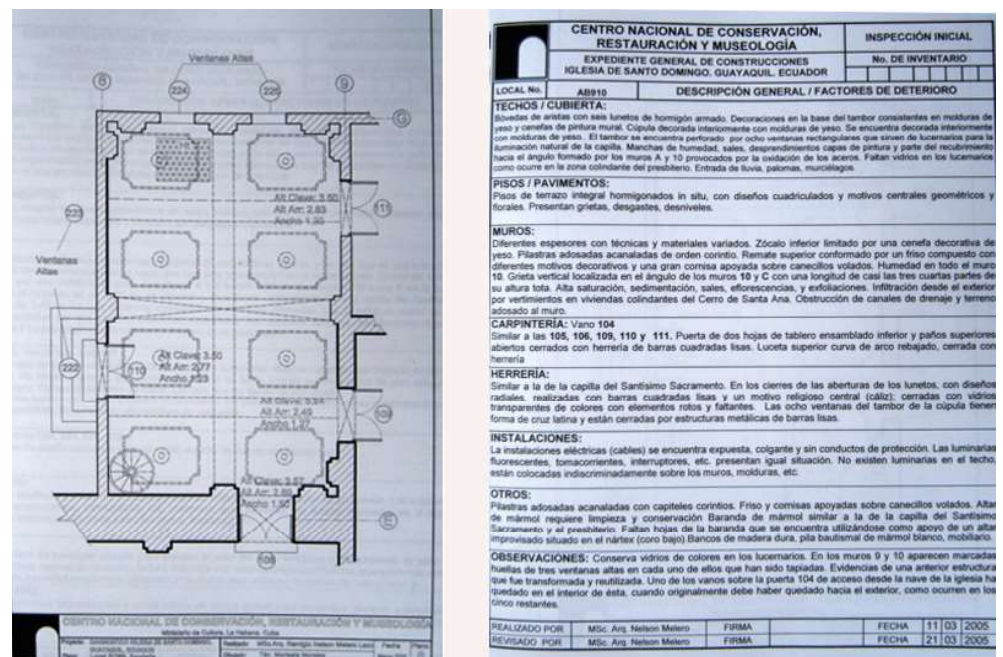 Ventanas Altas
8
224
225
9
G
Alt Clave: 3.50
Alt Arr: 2.83
Ancho 1.30
111
223
Ventanas
Altas
222
110
Alt Clave: 3.50
Alt Arr: 2.77
Ancho 1.23
Alt Arr: 2.49
Ancho 1.27
109
Ancho
E
108
CENTRO NACIONAL DE CONSERVACIÓN, RESTAURACIÓN Y MUSEOLOGÍA
Ministerio de Cultura, La Habana, Cuba
CENTRO NACIONAL DE CONSERVACIÓN,
RESTAURACIÓN Y MUSEOLOGÍA
INSPECCIÓN INICIAL
EXPEDIENTE GENERAL DE CONSTRUCCIONES
IGLESIA DE SANTO DOMINGO. GUAYAQUIL. ECUADOR
No. DE INVENTARIO
LOCAL No. AB910 DESCRIPCIÓN GENERAL / FACTORES DE DETERIORO
TECHOS / CUBIERTA:
Bóvedas de aristas con seis lunetos de hormigón armado. Decoraciones en la base del tambor consistentes en molduras de
yeso y cenefas de pintura mural. Cúpula decorada interiormente con molduras de yeso. Se encuentra decorada interiormente
con molduras de yeso. El tambor se encuentra perforado por ocho ventanas rectangulares que sirven de lucernarios para la
iluminación natural de la capilla. Manchas de humedad, sales, desprendimientos capas de pintura y parte del recubrimiento
hacia el ángulo formado por los muros A y 10 provocados por la oxidación de los aceros. Faltan vidrios en los lucernarios
como ocurre en la zona colindante del presbiterio. Entrada de lluvia, palomas, murciélagos.
PISOS / PAVIMENTOS:
Pisos de terrazo integral hormigonados in situ, con diseños cuadriculados y motivos centrales geométricos y
florales. Presentan grietas, desgastes, desniveles.
MUROS:
Diferentes espesores con técnicas y materiales variados. Zócalo inferior limitado por una cenefa decorativa de
yeso. Pilastras adosadas acanaladas de orden corintio. Remate superior conformado por un friso compuesto con
diferentes motivos decorativos y una gran cornisa apoyada sobre canecillos volados. Humedad en todo el muro
10. Grieta vertical localizada en el ángulo de los muros 10 y C con una longitud de casi las tres cuartas partes de
su altura tota. Alta saturación, sedimentación, sales, eflorescencias, y exfoliaciones. Infiltración desde el exterior
por vertimientos en viviendas colindantes del Cerro de Santa Ana. Obstrucción de canales de drenaje y terreno
adosado al muro.
CARPINTERÍA: Vano 104
Similar a las 105, 106, 109, 110 y 111. Puerta de dos hojas de tablero ensamblado inferior y paños superiores
abiertos cerrados con herrería de barras cuadradas lisas. Luceta superior curva de arco rebajado, cerrada con
herrería
HERRERÍA:
Similar a la de la capilla del Santísimo Sacramento. En los cierres de las aberturas de los lunetos, con diseños
radiales, realizadas con barras cuadradas lisas y un motivo religioso central (cáliz); cerradas con vidrios
transparentes de colores con elementos rotos y faltantes. Las ocho ventanas del tambor de la cúpula tienen
forma de cruz latina y están cerradas por estructuras metálicas de barras lisas.
INSTALACIONES:
La instalaciones eléctricas (cables) se encuentra expuesta, colgante y sin conductos de protección. Las luminarias
fluorescentes, tomacorrientes, interruptores, etc. presentan igual situación. No existen luminarias en el techo,
están colocadas indiscriminadamente sobre los muros, molduras, etc.
OTROS:
Pilastras adosadas acanaladas con capiteles corintios. Friso y cornisas apoyadas sobre canecillos volados. Altar
de mármol requiere limpieza y conservación Baranda de mármol similar a la de la capilla del Santísimo
Sacramento y el presbiterio. Faltan hojas de la baranda que se encuentra utilizándose como apoyo de un altar
improvisado situado en el nártex (coro bajo) Bancos de madera dura, pila bautismal de mármol blanco, mobiliario.
OBSERVACIONES: Conserva vidrios de colores en los lucernarios. En los muros 9 y 10 aparecen marcadas
huellas de tres ventanas altas en cada uno de ellos que han sido tapiadas. Evidencias de una anterior estructura
que fue transformada y reutilizada. Uno de los vanos sobre la puerta 104 de acceso desde la nave de la iglesia ha
quedado en el interior de ésta, cuando originalmente debe haber quedado hacia el exterior, como ocurren en los
cinco restantes.
REALIZADO POR MSc. Arq. Nelson Melero FIRMA FECHA 11 03 2005
REVISADO POR MSc. Arq. Nelson Melero FIRMA FECHA 21 03 2005